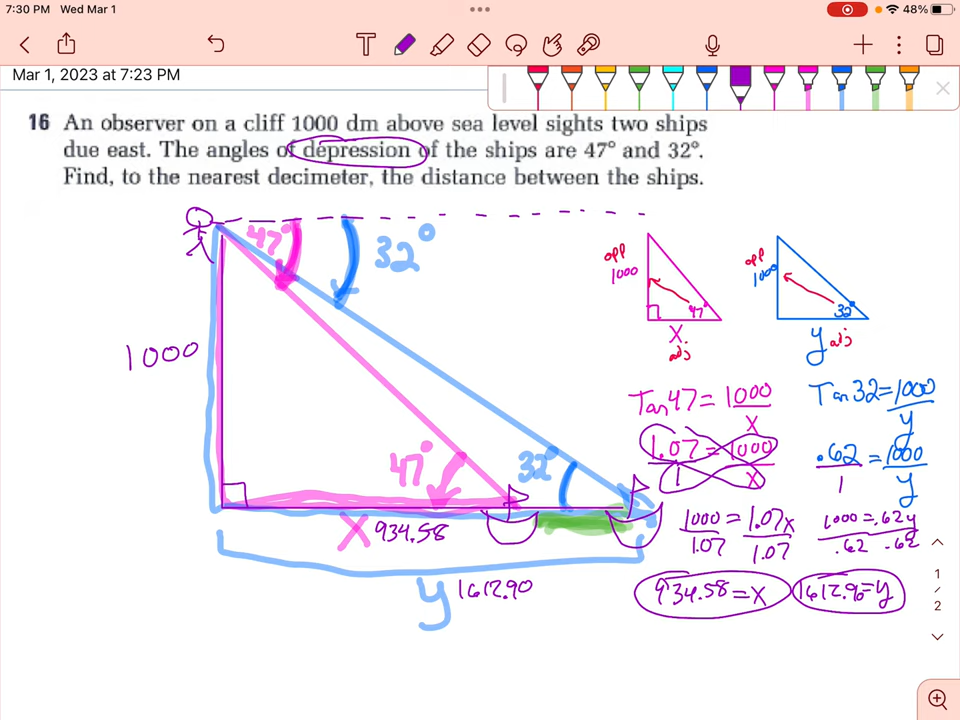 7:30 PM Wed Mar 1
48%
T
Mar 1, 2023 at 7:23 PM
16 An observer on a cliff 1000 dm above sea level sights two ships
due east. The angles of depression of the ships are 47° and 32°.
Find, to the nearest decimeter, the distance between the ships.
47°
32°
1000
47°
32°
X 934.58
y 1612.90
opp
1000
47°
X
adj
opp
1000
32°
y adj
Tan 47 = 1000/X
1.07/1 = 1000/X
1000/1.07 = 1.07x/1.07
934.58 = X
Tan 32 = 1000/y
.62/1 = 1000/y
1000/.62 = .62y/.62
1612.90 = y
1
2